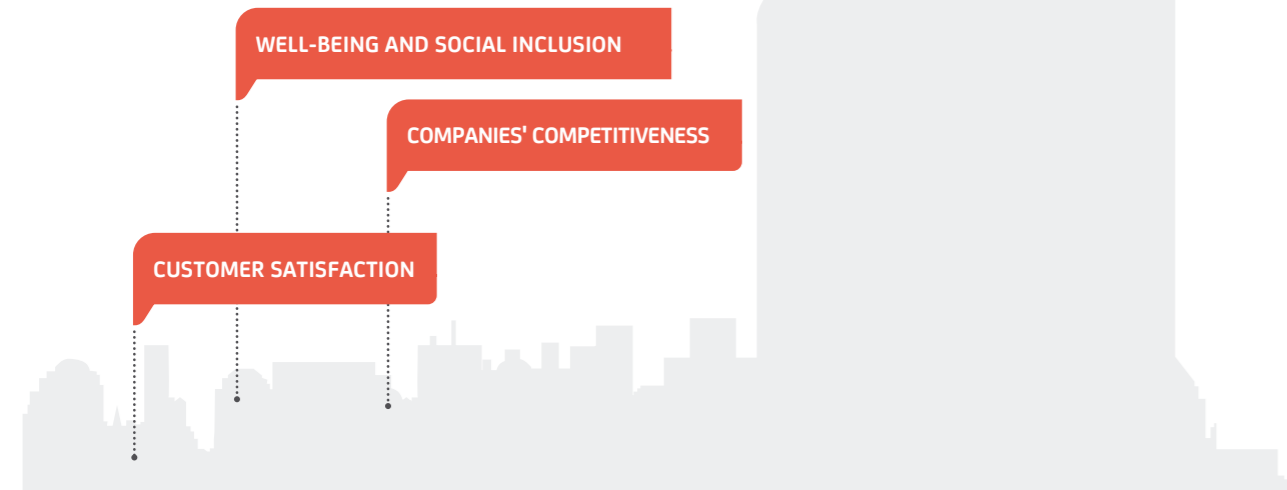 WELL-BEING AND SOCIAL INCLUSION
COMPANIES' COMPETITIVENESS
CUSTOMER SATISFACTION